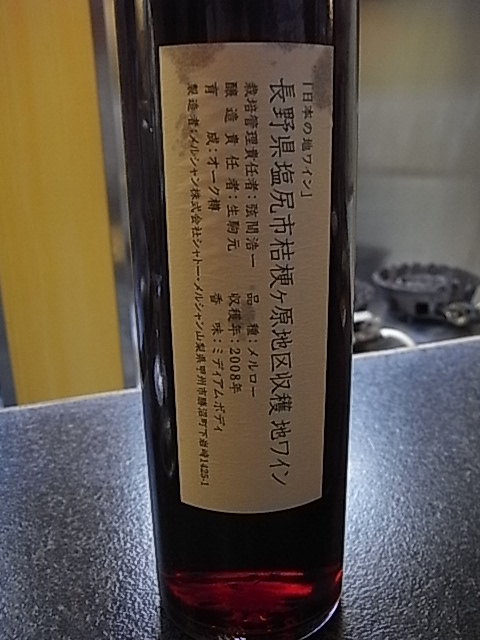 「日本の地ワイン」
長野県塩尻市桔梗ヶ原地区収穫 地ワイン
栽培管理責任者：弦間浩一 品 種：メルロー
醸 造 責 任 者：生駒元 収穫年：2008年
育 成：オーク樽 香 味：ミディアムボディ
製造者：メルシャン株式会社シャトー・メルシャン山梨県甲州市勝沼町下岩崎1425-1